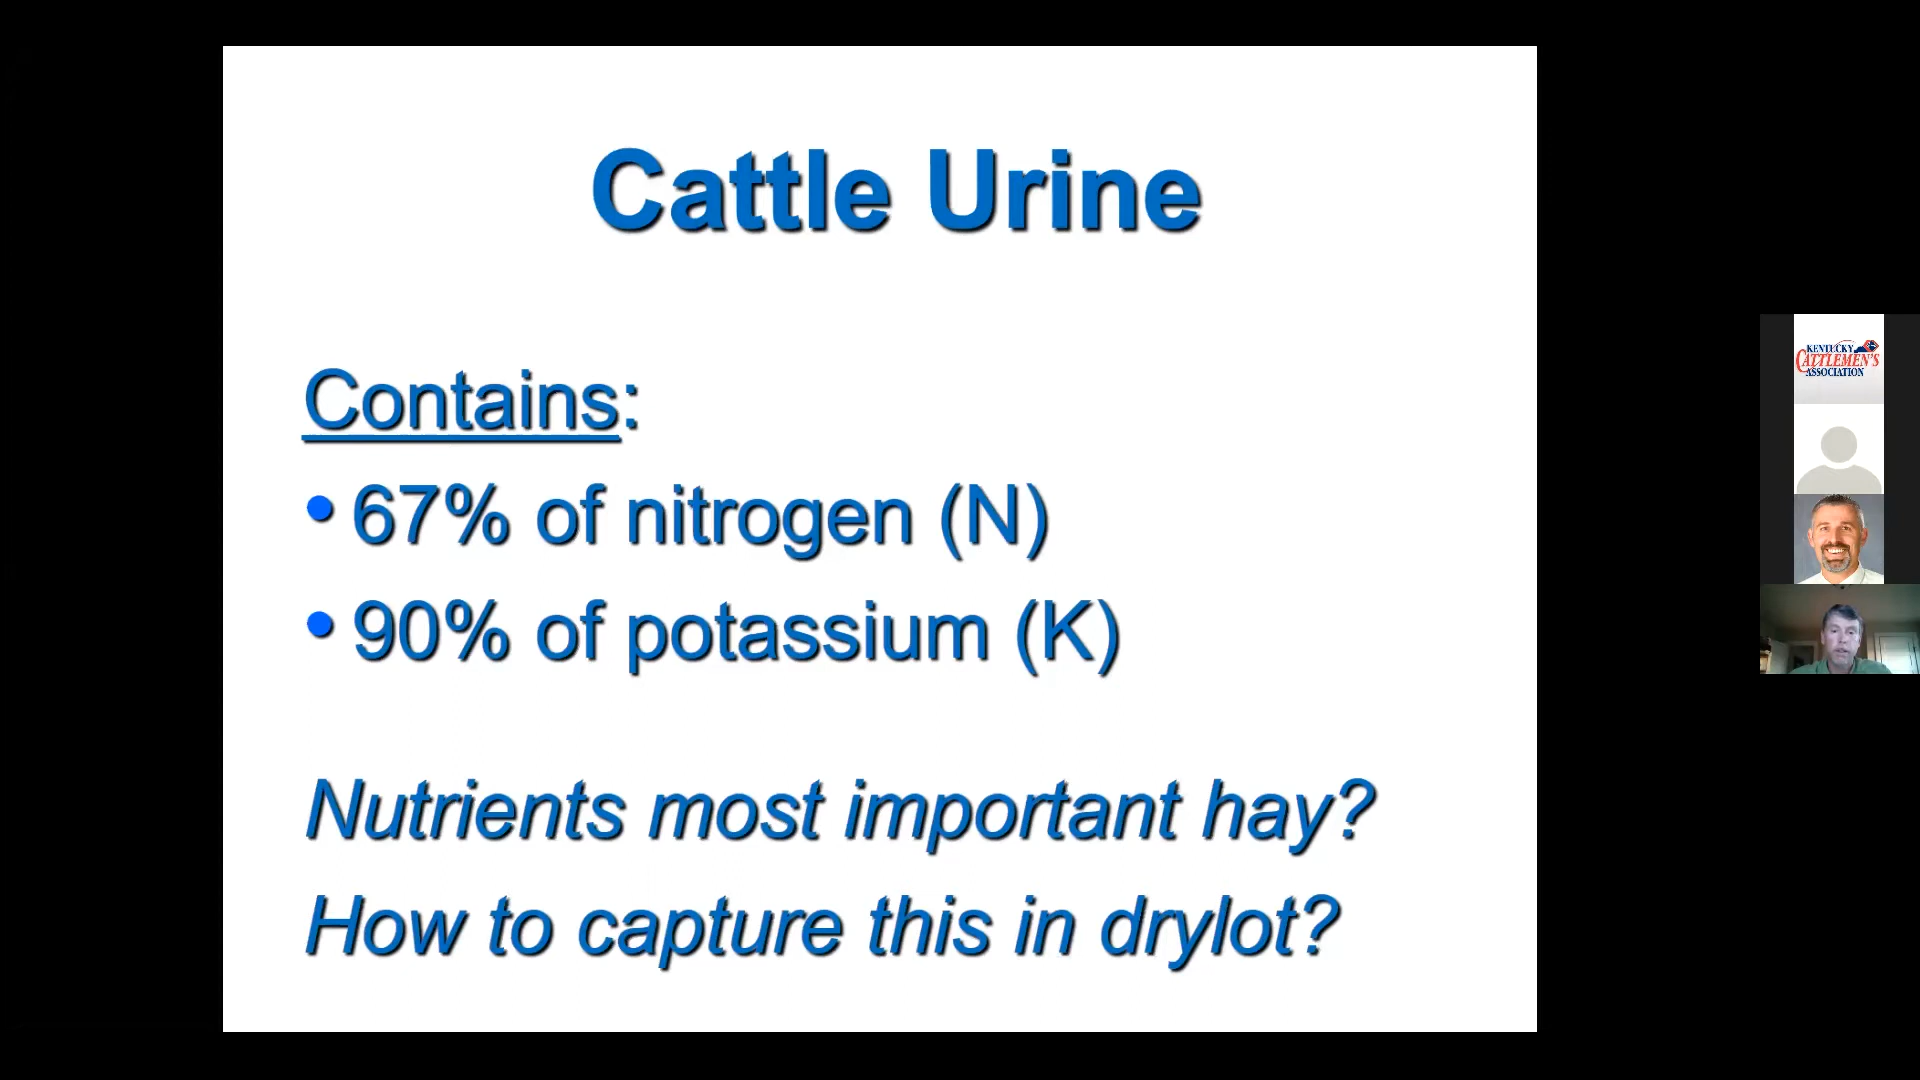 Cattle Urine
Contains:
• 67% of nitrogen (N)
• 90% of potassium (K)
Nutrients most important hay?
How to capture this in drylot?
KENTUCKY
CATTLEMEN'S
ASSOCIATION